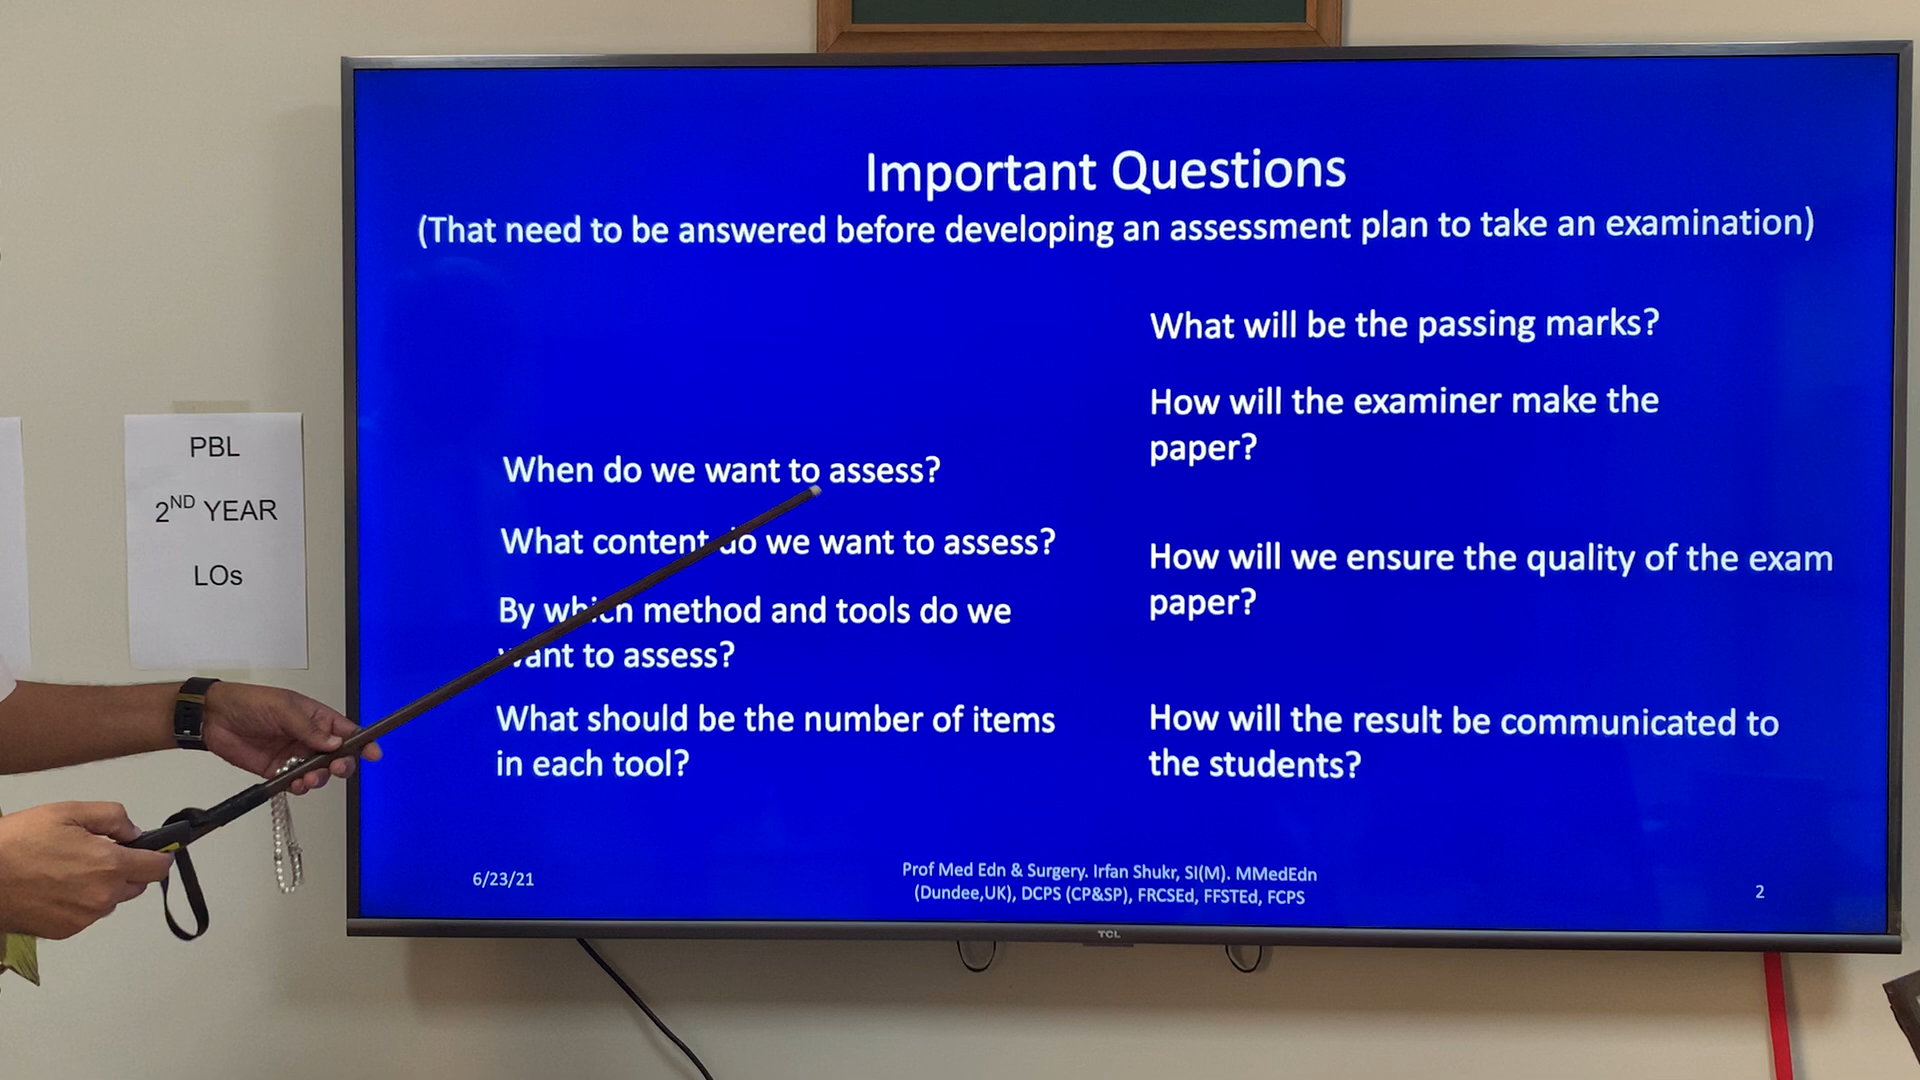 Important Questions
(That need to be answered before developing an assessment plan to take an examination)
When do we want to assess?
What content do we want to assess?
By which method and tools do we
want to assess?
What should be the number of items
in each tool?
What will be the passing marks?
How will the examiner make the
paper?
How will we ensure the quality of the exam
paper?
How will the result be communicated to
the students?
6/23/21
Prof Med Edn & Surgery. Irfan Shukr, SI(M). MMedEdn
(Dundee,UK), DCPS (CP&SP), FRCSEd, FFSTEd, FCPS
2
TCL
PBL
2ND YEAR
LOs